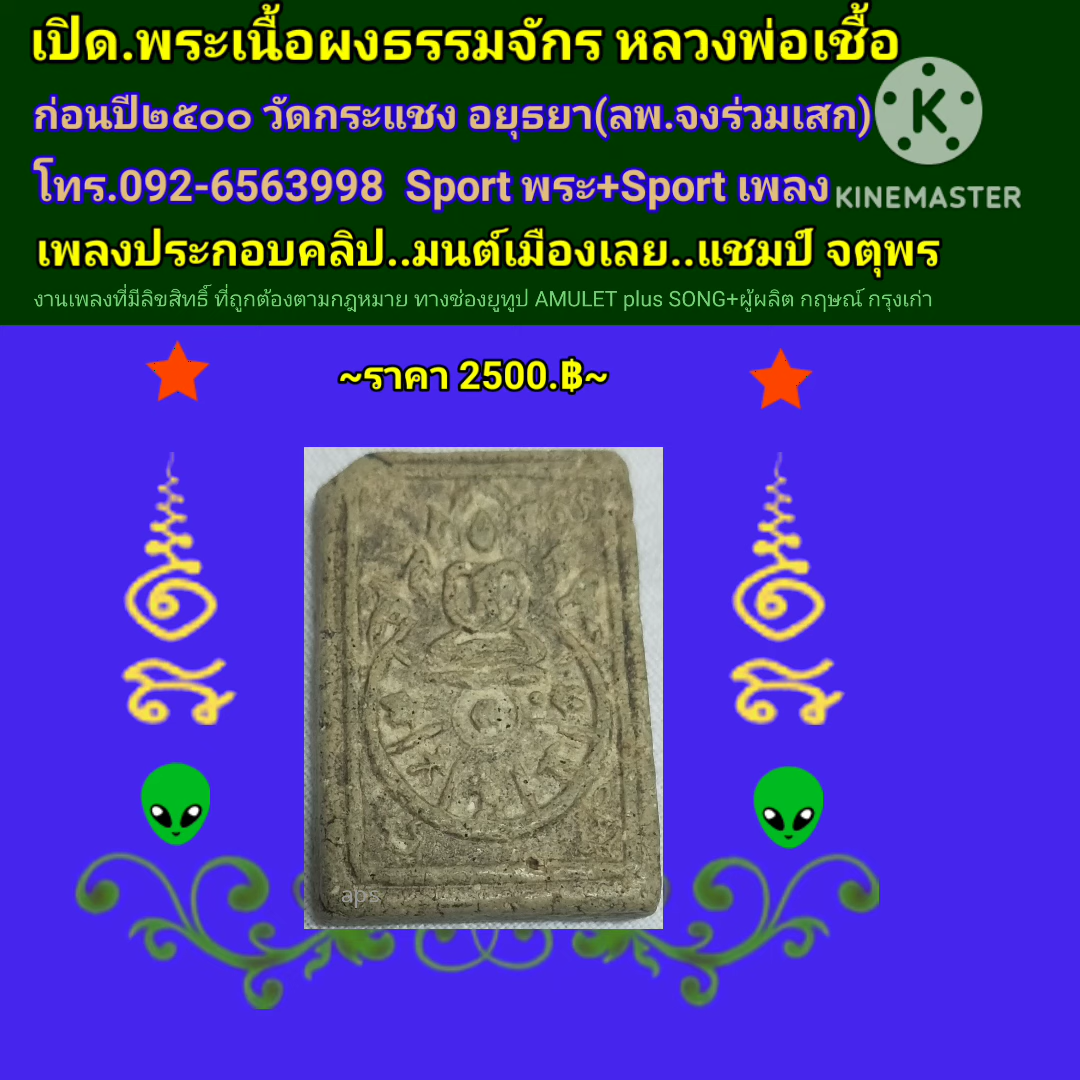 เปิด.พระเนื้อผงธรรมจักร หลวงพ่อเชื้อ
ก่อนปี๒๕๐๐ วัดกระแชง อยุธยา(ลพ.จงร่วมเสก)
K
โทร.092-6563998 Sport พระ+Sport เพลง
KINEMASTER
เพลงประกอบคลิป..มนต์เมืองเลย..แชมป์ จตุพร
งานเพลงที่มีลิขสิทธิ์ ที่ถูกต้องตามกฎหมาย ทางช่องยูทูป AMULET plus SONG+ผู้ผลิต กฤษณ์ กรุงเก่า
~ราคา 2500.฿~
aps